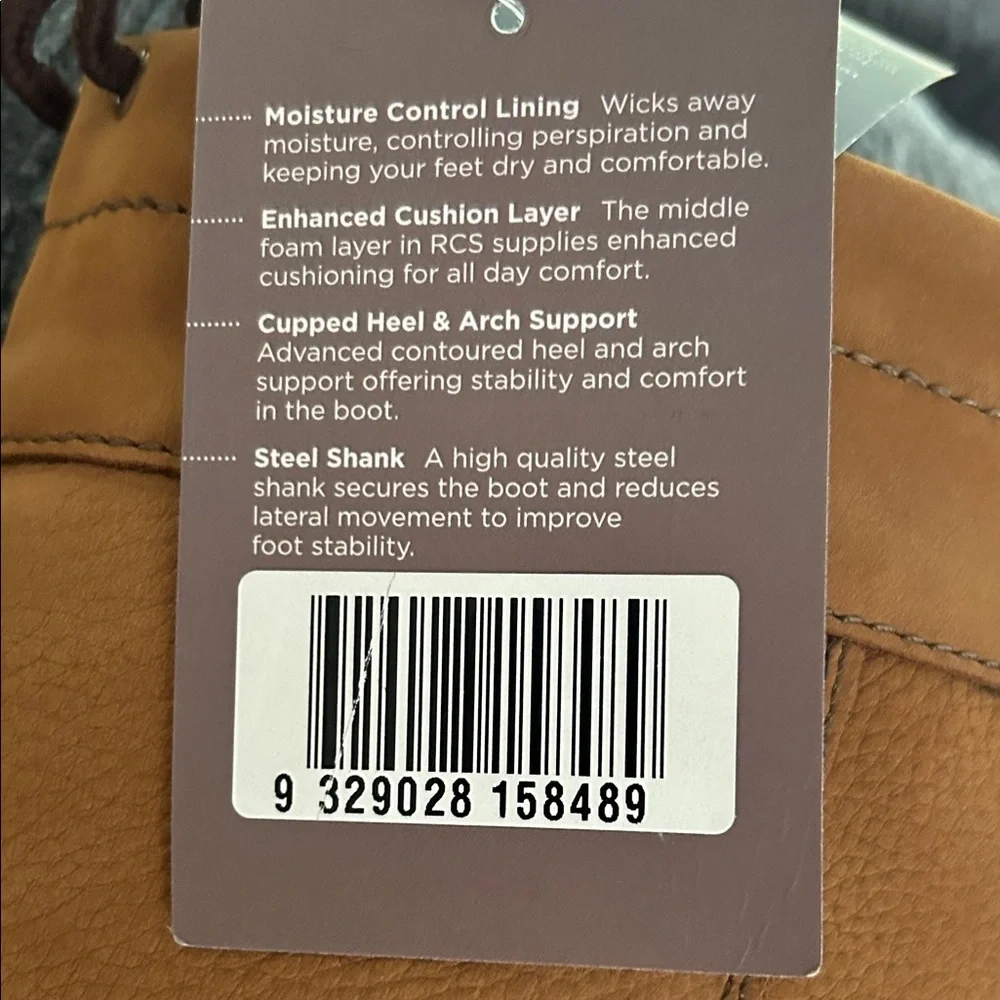 Moisture Control Lining Wicks away
moisture, controlling perspiration and
keeping your feet dry and comfortable.
Enhanced Cushion Layer The middle
foam layer in RCS supplies enhanced
cushioning for all day comfort.
Cupped Heel & Arch Support
Advanced contoured heel and arch
support offering stability and comfort
in the boot.
Steel Shank A high quality steel
shank secures the boot and reduces
lateral movement to improve
foot stability.
9 329028 158489